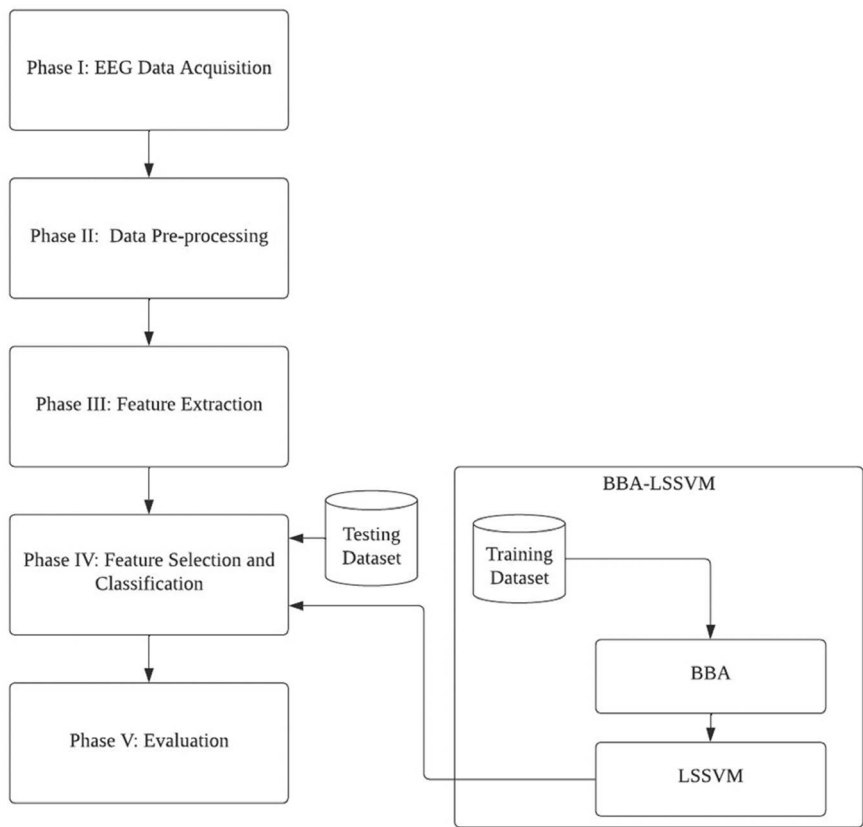 Phase I: EEG Data Acquisition
Phase II: Data Pre-processing
Phase III: Feature Extraction
Phase IV: Feature Selection and
Classification
Phase V: Evaluation
Testing
Dataset
BBA-LSSVM
Training
Dataset
BBA
LSSVM